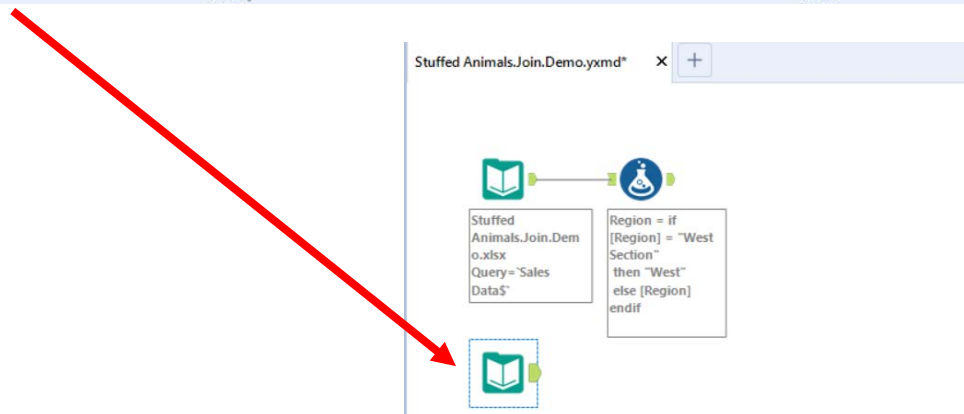 Stuffed Animals.Join.Demo.yxmd*
Stuffed
Animals.Join.Dem
o.xlsx
Query=`Sales
Data$`
Region = if
[Region] = "West
Section"
then "West"
else [Region]
endif